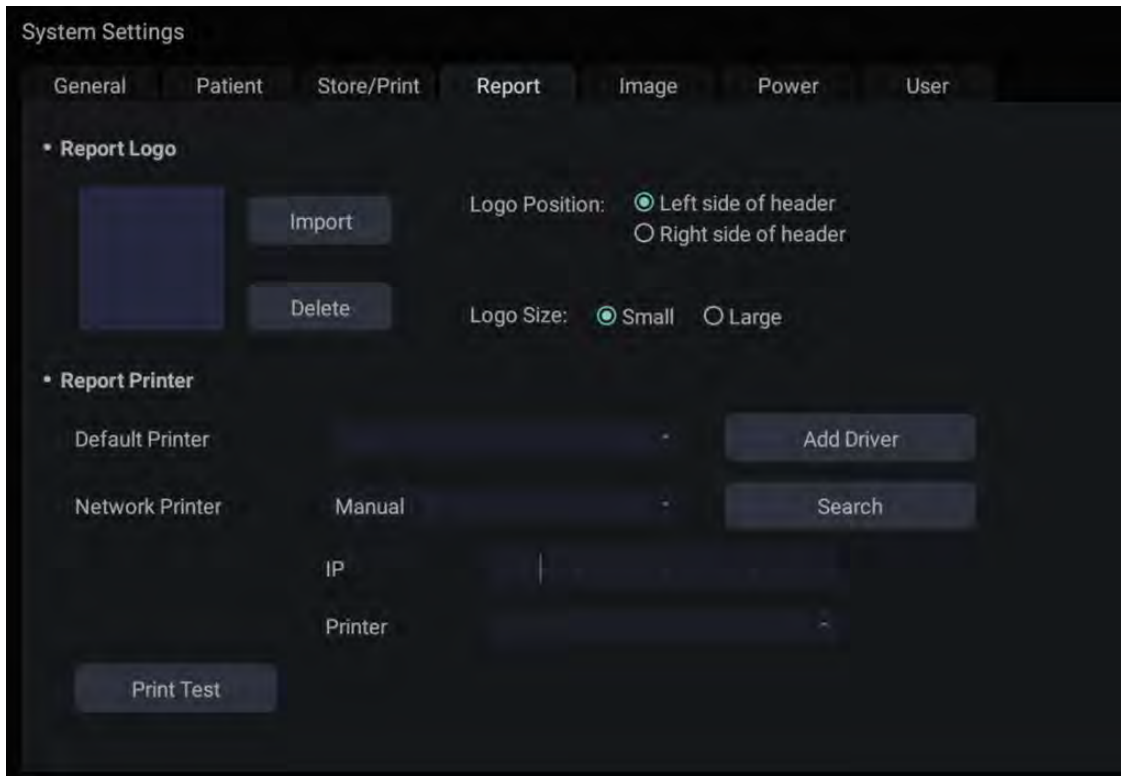 System Settings
General Patient Store/Print Report Image Power User
• Report Logo
Import
Logo Position: Left side of header
Right side of header
Delete
Logo Size: Small Large
• Report Printer
Default Printer Add Driver
Network Printer Manual Search
IP
Printer
Print Test